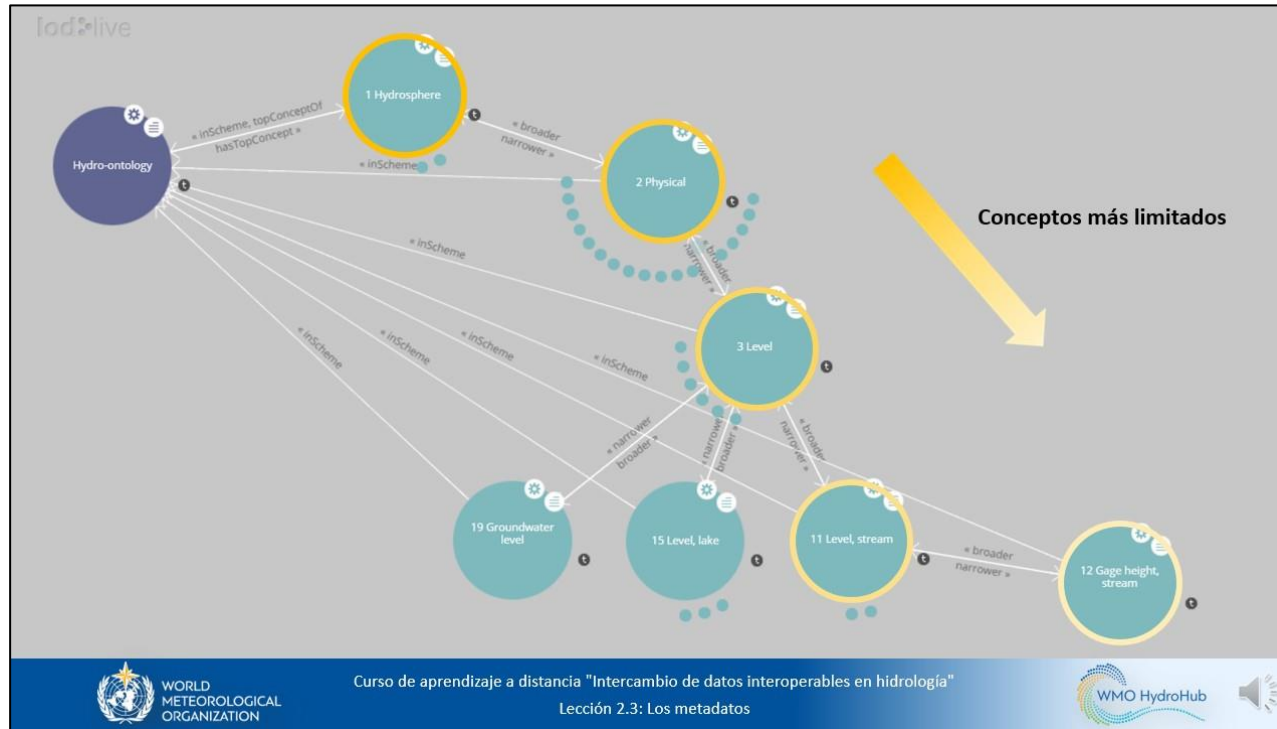 lod live
1 Hydrosphere
« inScheme, topConceptOf
hasTopConcept »
Hydro-ontology
« broader
narrower »
« inScheme
2 Physical
Conceptos más limitados
« broader
narrower »
« inScheme
3 Level
« inScheme
« inScheme
« inScheme
« inScheme
« narrower
broader »
« narrower
broader »
« broader
narrower »
19 Groundwater
level
15 Level, lake
11 Level, stream
« broader
narrower »
12 Gage height,
stream
WORLD
METEOROLOGICAL
ORGANIZATION
Curso de aprendizaje a distancia "Intercambio de datos interoperables en hidrología"
Lección 2.3: Los metadatos
WMO HydroHub